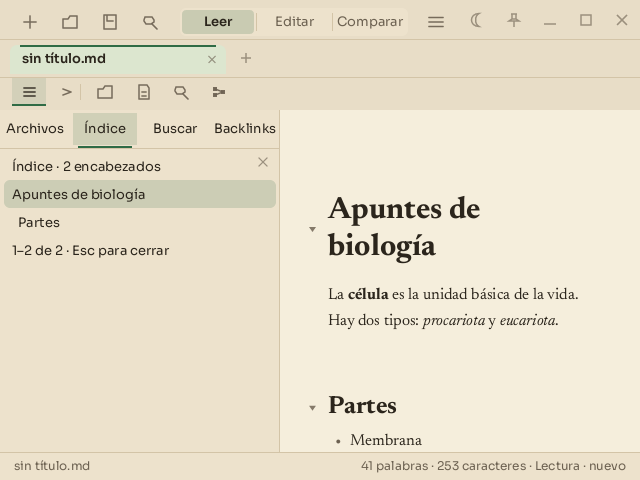 Leer
Editar
Comparar
sin título.md
Archivos
Índice
Buscar
Backlinks
Índice · 2 encabezados
Apuntes de biología
Partes
1–2 de 2 · Esc para cerrar
Apuntes de
biología
La célula es la unidad básica de la vida.
Hay dos tipos: procariota y eucariota.
Partes
• Membrana
sin título.md
41 palabras · 253 caracteres · Lectura · nuevo